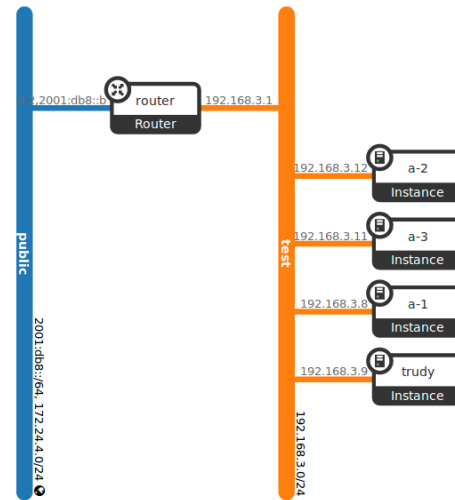 2001:db8::b
router
Router
192.168.3.1
192.168.3.12
a-2
Instance
192.168.3.11
a-3
Instance
public
test
192.168.3.8
a-1
Instance
192.168.3.9
trudy
Instance
2001:db8::/64, 172.24.4.0/24
192.168.3.0/24